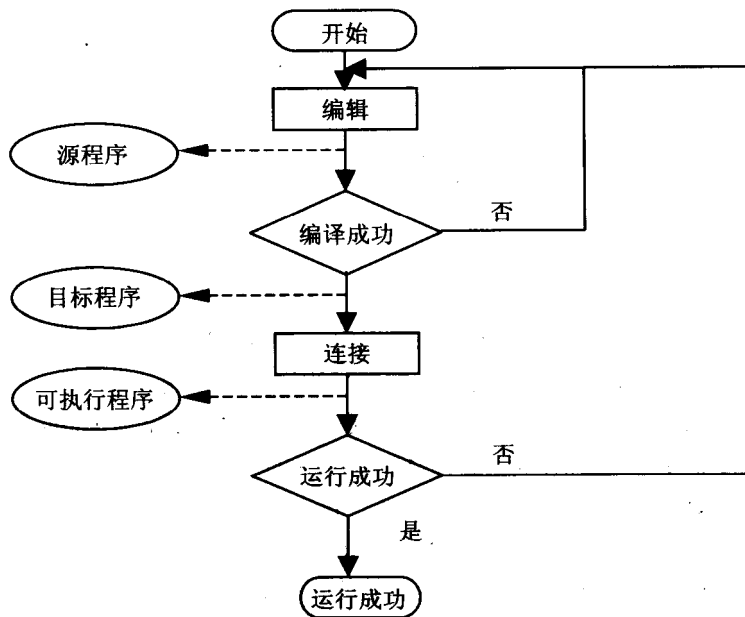 开始
编辑
源程序
否
编译成功
目标程序
连接
可执行程序
否
运行成功
是
运行成功